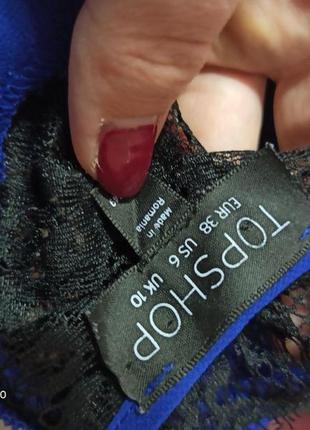 TOPSHOP
EUR 38 US 6 UK 10
Made in
Romania